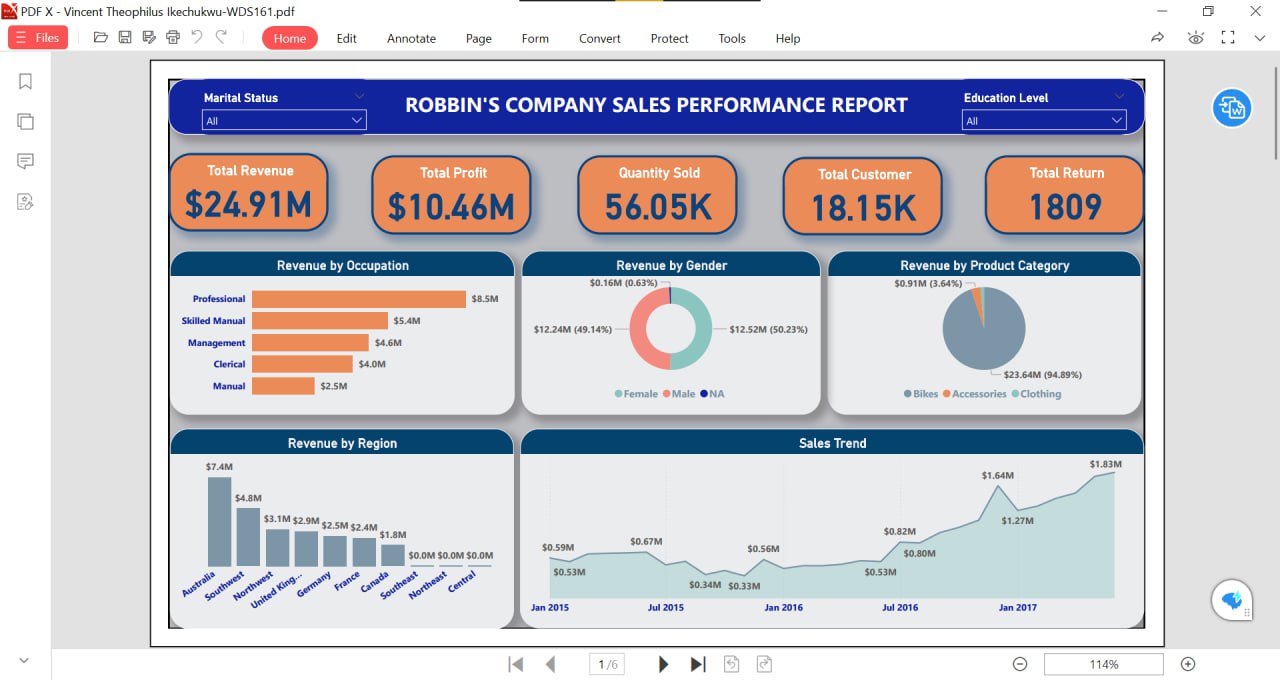 PDF X - Vincent Theophilus Ikechukwu-WDS161.pdf
Files
Home Edit Annotate Page Form Convert Protect Tools Help
Marital Status
All
ROBBIN'S COMPANY SALES PERFORMANCE REPORT
Education Level
All
Total Revenue
$24.91M
Total Profit
$10.46M
Quantity Sold
56.05K
Total Customer
18.15K
Total Return
1809
Revenue by Occupation
Professional $8.5M
Skilled Manual $5.4M
Management $4.6M
Clerical $4.0M
Manual $2.5M
Revenue by Gender
$0.16M (0.63%)
$12.24M (49.14%) $12.52M (50.23%)
Female Male NA
Revenue by Product Category
$0.91M (3.64%)
$23.64M (94.89%)
Bikes Accessories Clothing
Revenue by Region
$7.4M
$4.8M
$3.1M $2.9M $2.5M $2.4M
$1.8M
$0.0M $0.0M $0.0M
Australia Southwest Northwest United King... Germany France Canada Southeast Northeast Central
Sales Trend
$1.83M
$1.64M
$1.27M
$0.82M
$0.80M
$0.67M
$0.59M
$0.56M
$0.53M
$0.53M
$0.34M $0.33M
Jan 2015 Jul 2015 Jan 2016 Jul 2016 Jan 2017
1/6
114%